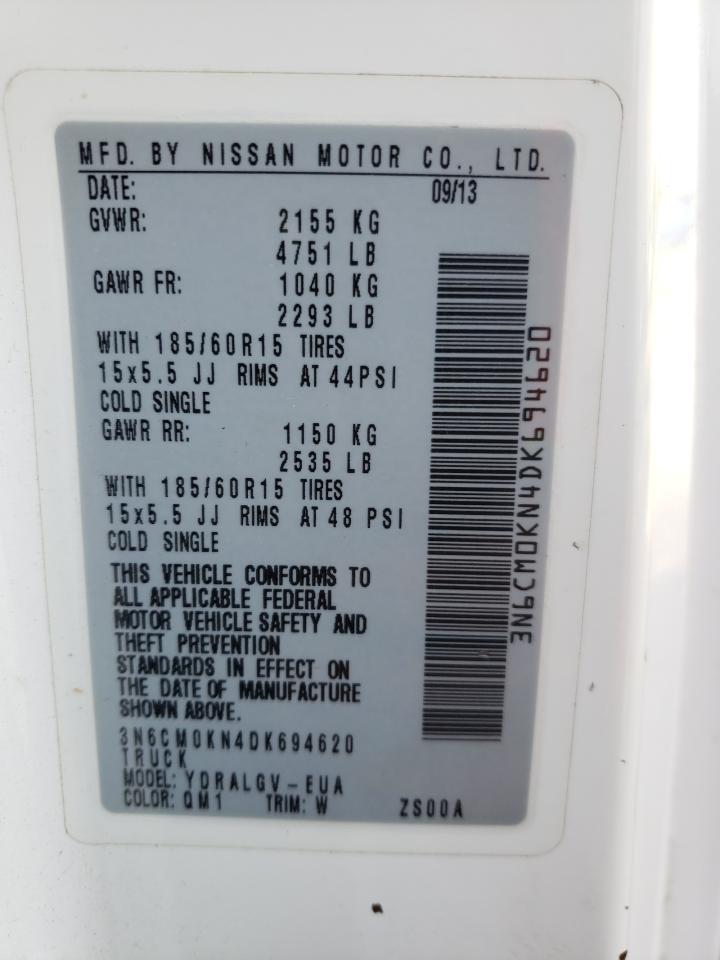 MFD. BY NISSAN MOTOR CO., LTD.
DATE: 09/13
GVWR: 2155 KG
4751 LB
GAWR FR: 1040 KG
2293 LB
WITH 185/60R15 TIRES
15x5.5 JJ RIMS AT 44PSI
COLD SINGLE
GAWR RR: 1150 KG
2535 LB
WITH 185/60R15 TIRES
15x5.5 JJ RIMS AT 48 PSI
COLD SINGLE
THIS VEHICLE CONFORMS TO
ALL APPLICABLE FEDERAL
MOTOR VEHICLE SAFETY AND
THEFT PREVENTION
STANDARDS IN EFFECT ON
THE DATE OF MANUFACTURE
SHOWN ABOVE.
3N6CM0KN4DK694620
TRUCK
MODEL: YDRALGV-EUA
COLOR: QM1 TRIM: W ZS00A
3N6CM0KN4DK694620